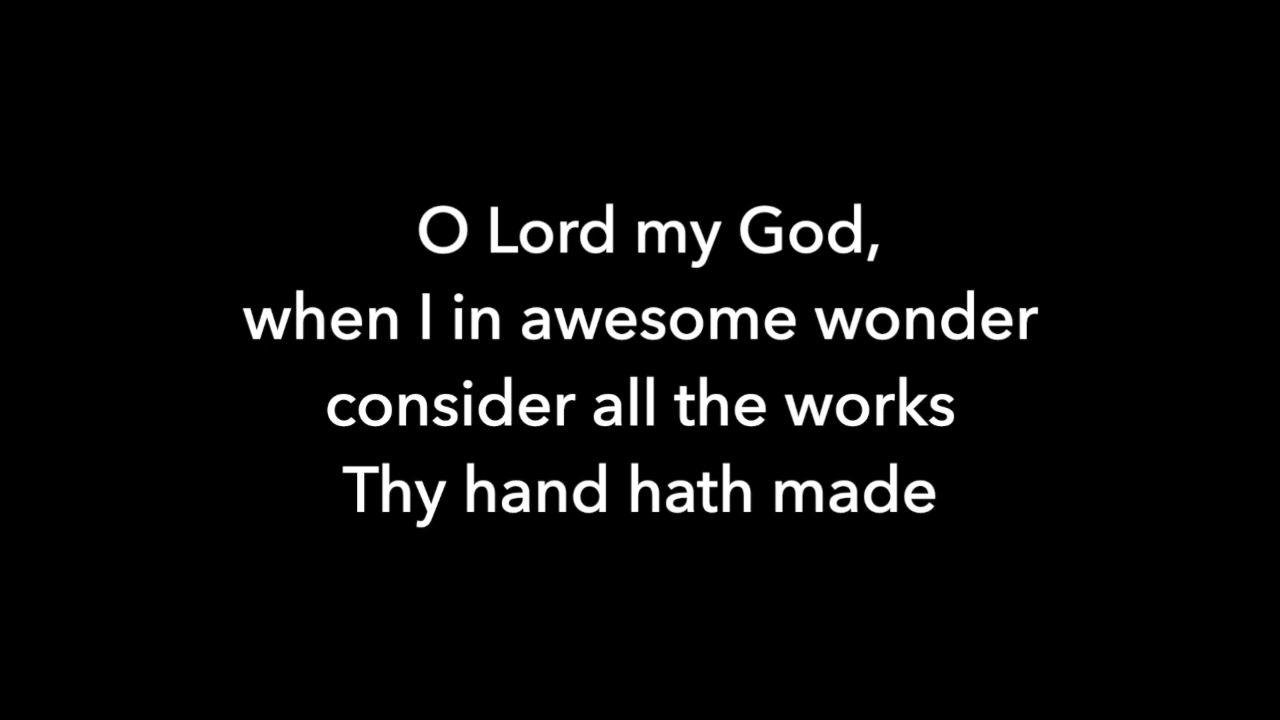 O Lord my God,
when I in awesome wonder
consider all the works
Thy hand hath made